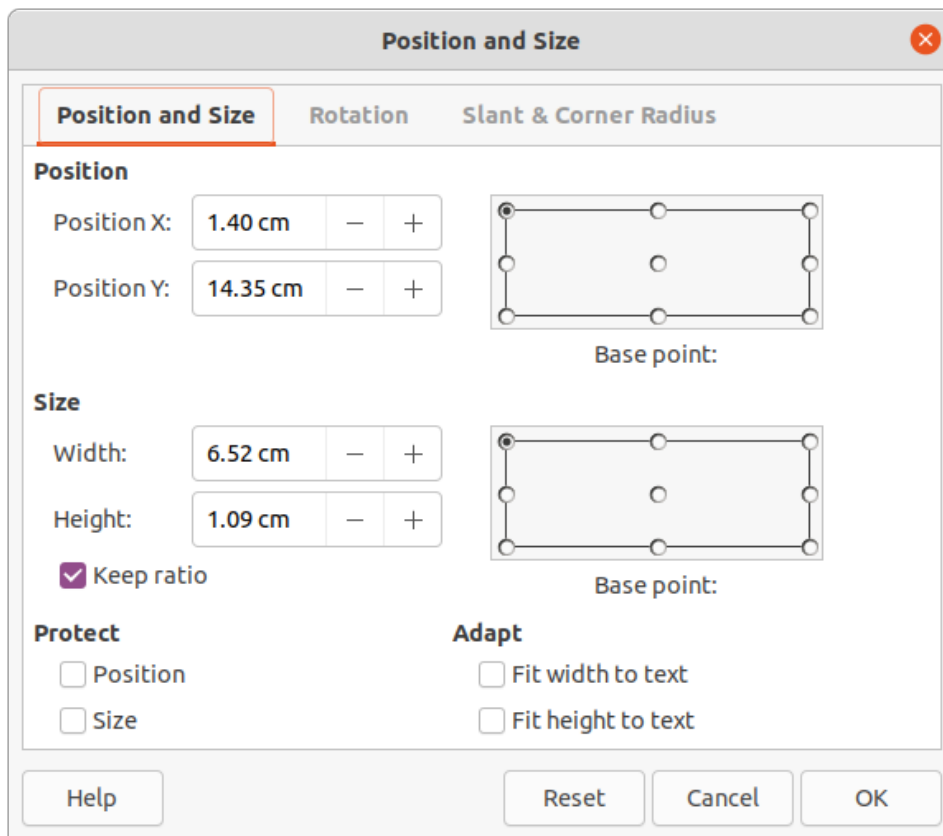 Position and Size
Position and Size Rotation Slant & Corner Radius
Position
Position X: 1.40 cm
Position Y: 14.35 cm
Base point:
Size
Width: 6.52 cm
Height: 1.09 cm
Keep ratio
Base point:
Protect Adapt
Position Fit width to text
Size Fit height to text
Help Reset Cancel OK